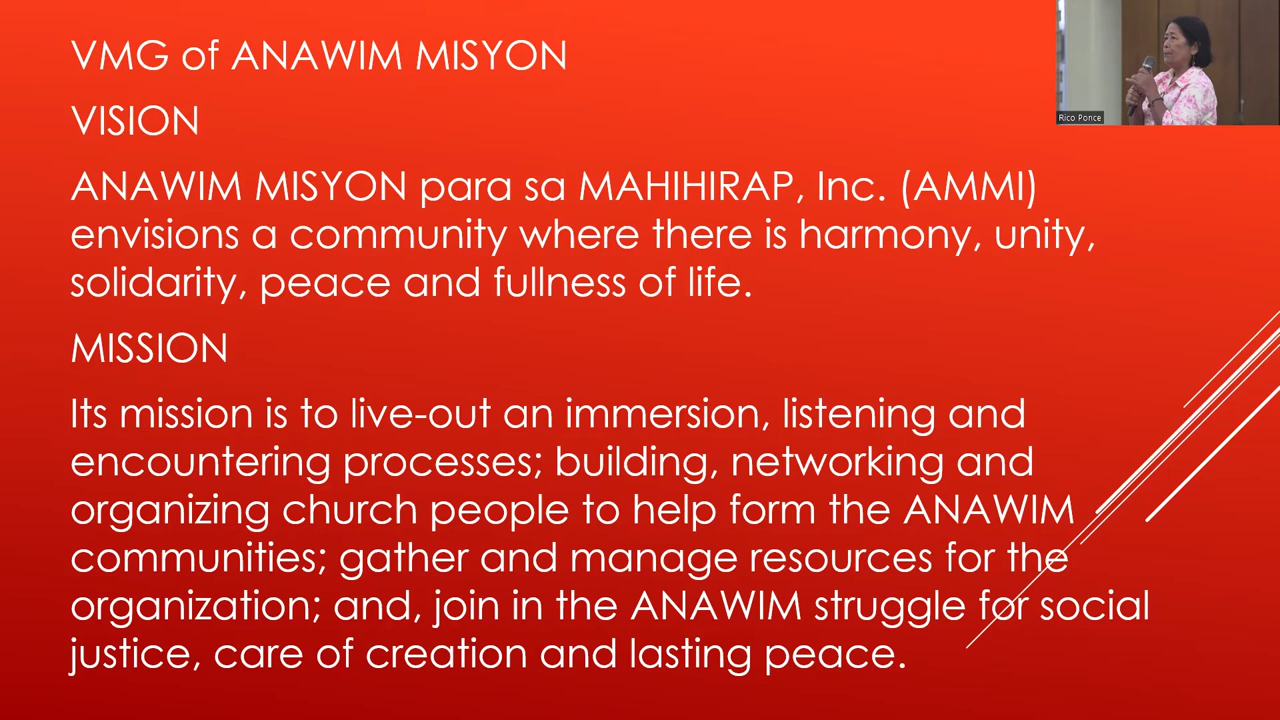 VMG of ANAWIM MISYON
VISION
ANAWIM MISYON para sa MAHIHIRAP, Inc. (AMMI)
envisions a community where there is harmony, unity,
solidarity, peace and fullness of life.
MISSION
Its mission is to live-out an immersion, listening and
encountering processes; building, networking and
organizing church people to help form the ANAWIM
communities; gather and manage resources for the
organization; and, join in the ANAWIM struggle for social
justice, care of creation and lasting peace.
Rico Ponce